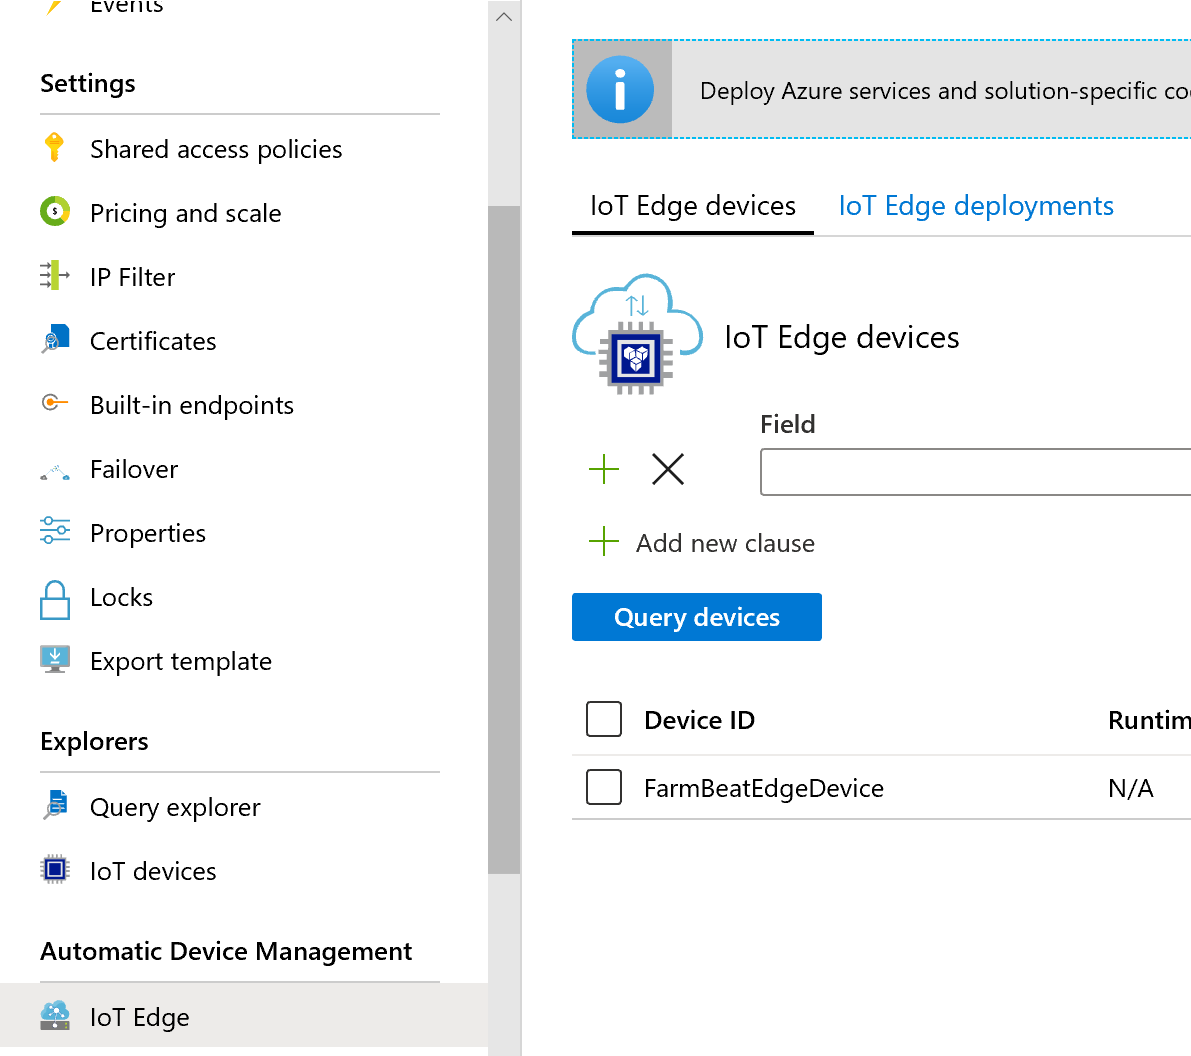 Events
Settings
Shared access policies
Pricing and scale
IP Filter
Certificates
Built-in endpoints
Failover
Properties
Locks
Export template
Explorers
Query explorer
IoT devices
Automatic Device Management
IoT Edge
Deploy Azure services and solution-specific co
IoT Edge devices IoT Edge deployments
IoT Edge devices
Field
Add new clause
Query devices
Device ID Runtim
FarmBeatEdgeDevice N/A